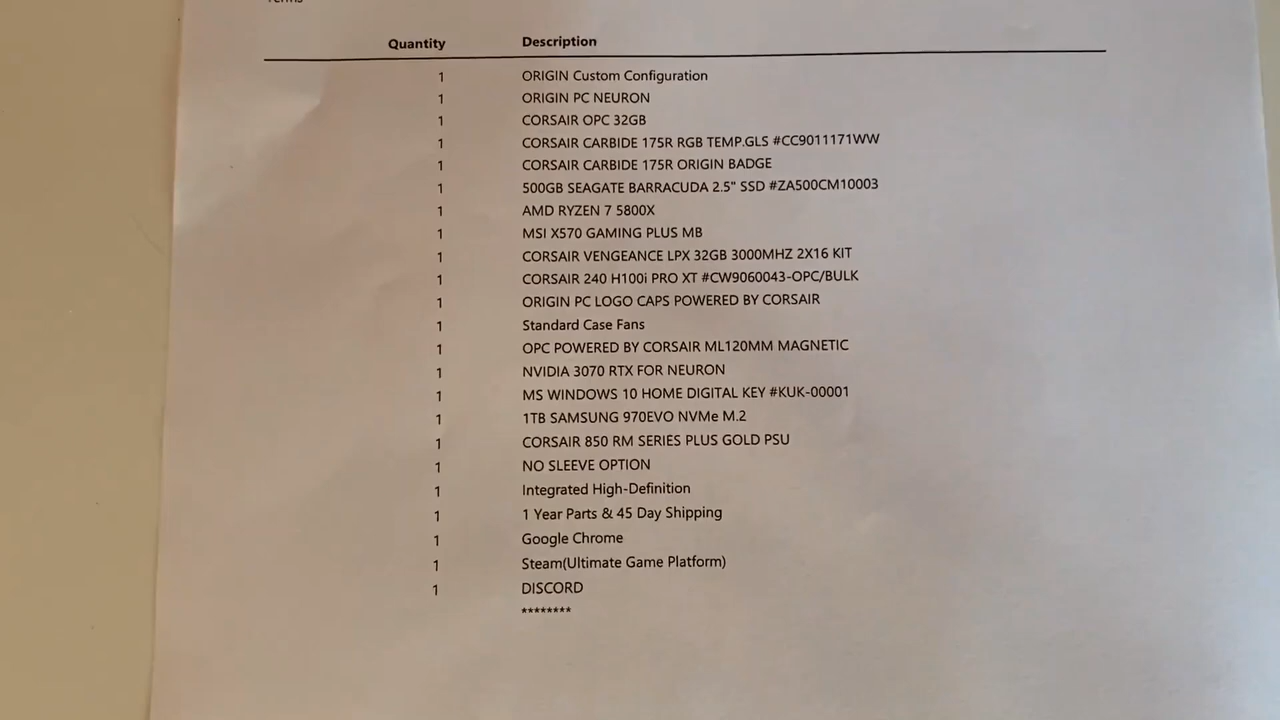 Terms
Quantity Description
1 ORIGIN Custom Configuration
1 ORIGIN PC NEURON
1 CORSAIR OPC 32GB
1 CORSAIR CARBIDE 175R RGB TEMP.GLS #CC9011171WW
1 CORSAIR CARBIDE 175R ORIGIN BADGE
1 500GB SEAGATE BARRACUDA 2.5" SSD #ZA500CM10003
1 AMD RYZEN 7 5800X
1 MSI X570 GAMING PLUS MB
1 CORSAIR VENGEANCE LPX 32GB 3000MHZ 2X16 KIT
1 CORSAIR 240 H100i PRO XT #CW9060043-OPC/BULK
1 ORIGIN PC LOGO CAPS POWERED BY CORSAIR
1 Standard Case Fans
1 OPC POWERED BY CORSAIR ML120MM MAGNETIC
1 NVIDIA 3070 RTX FOR NEURON
1 MS WINDOWS 10 HOME DIGITAL KEY #KUK-00001
1 1TB SAMSUNG 970EVO NVMe M.2
1 CORSAIR 850 RM SERIES PLUS GOLD PSU
1 NO SLEEVE OPTION
1 Integrated High-Definition
1 1 Year Parts & 45 Day Shipping
1 Google Chrome
1 Steam(Ultimate Game Platform)
1 DISCORD
********